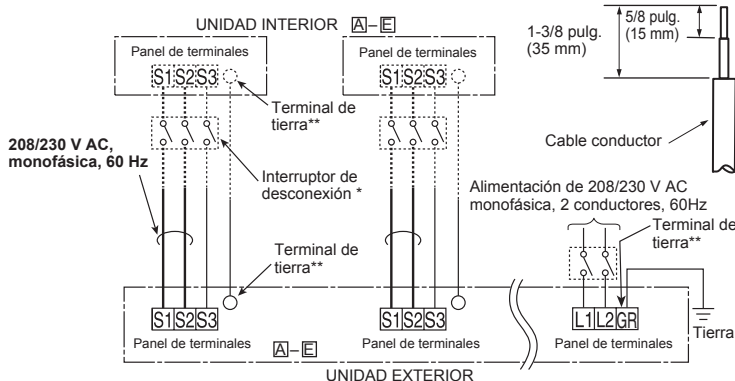 UNIDAD INTERIOR A–E
Panel de terminales
S1 S2 S3
Panel de terminales
S1 S2 S3
Terminal de
tierra**
208/230 V AC,
monofásica, 60 Hz
Interruptor de
desconexión *
Terminal de
tierra**
S1 S2 S3
Panel de terminales
A–E
S1 S2 S3
Panel de terminales
UNIDAD EXTERIOR
1-3/8 pulg.
(35 mm)
5/8 pulg.
(15 mm)
Cable conductor
Alimentación de 208/230 V AC
monofásica, 2 conductores, 60Hz
Terminal de
tierra**
L1 L2 GR
Panel de terminales
Tierra